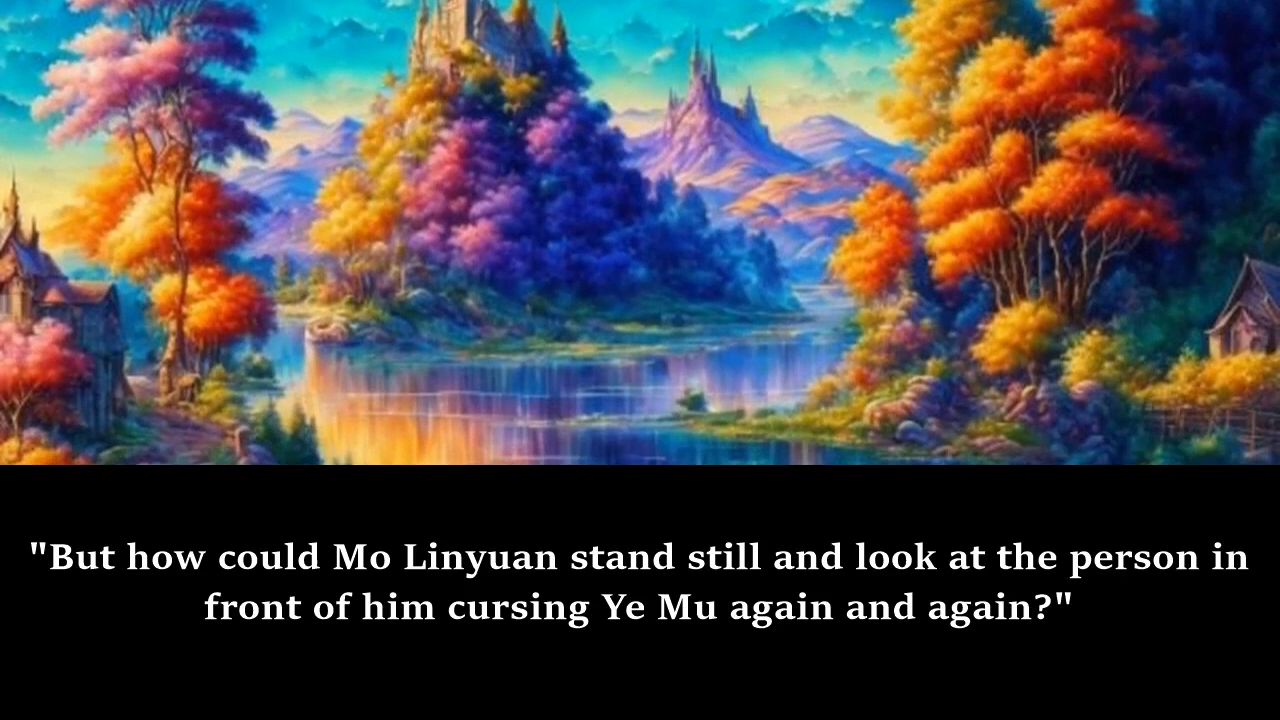 "But how could Mo Linyuan stand still and look at the person in
front of him cursing Ye Mu again and again?"